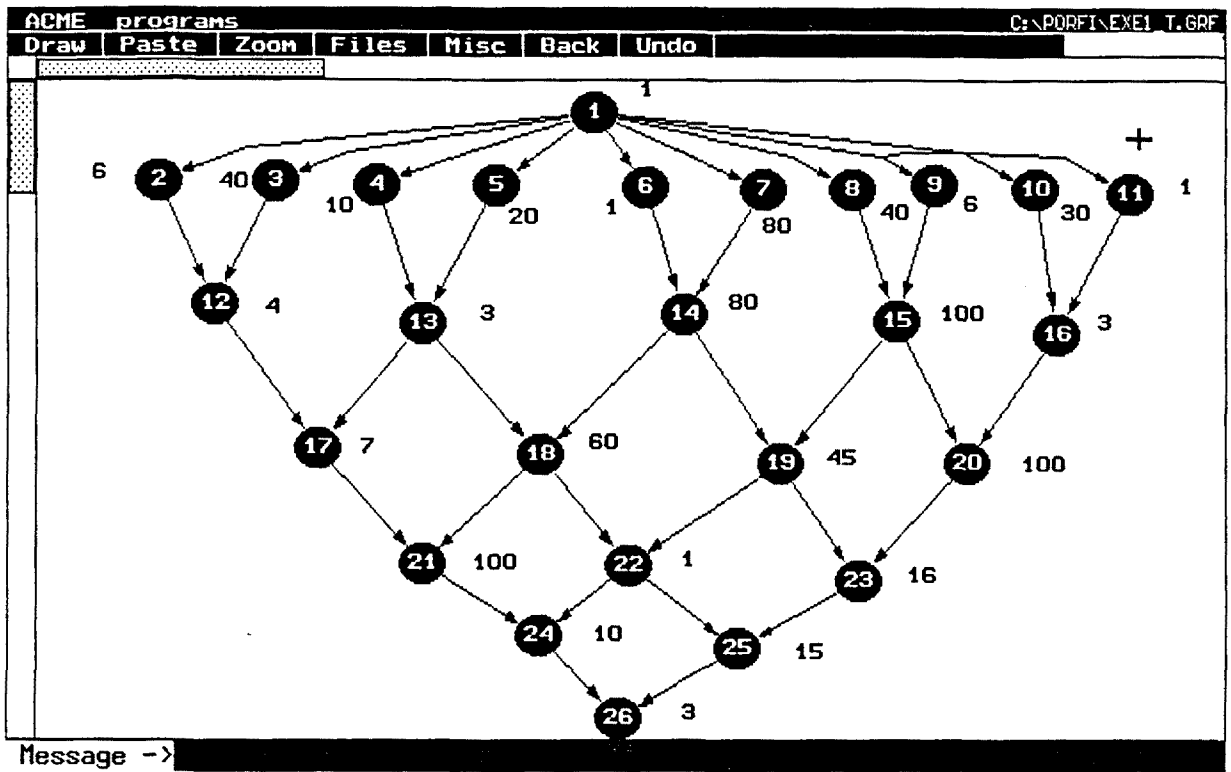 ACME programs C:\PORFI\EXE1_T.GRF
Draw Paste Zoom Files Misc Back Undo
1 1
6 2 40 3 10 4 5 20 1 6 7 80 8 40 9 6 10 30 11 1
12 4 13 3 14 80 15 100 16 3
17 7 18 60 19 45 20 100
21 100 22 1 23 16
24 10 25 15
26 3
Message ->